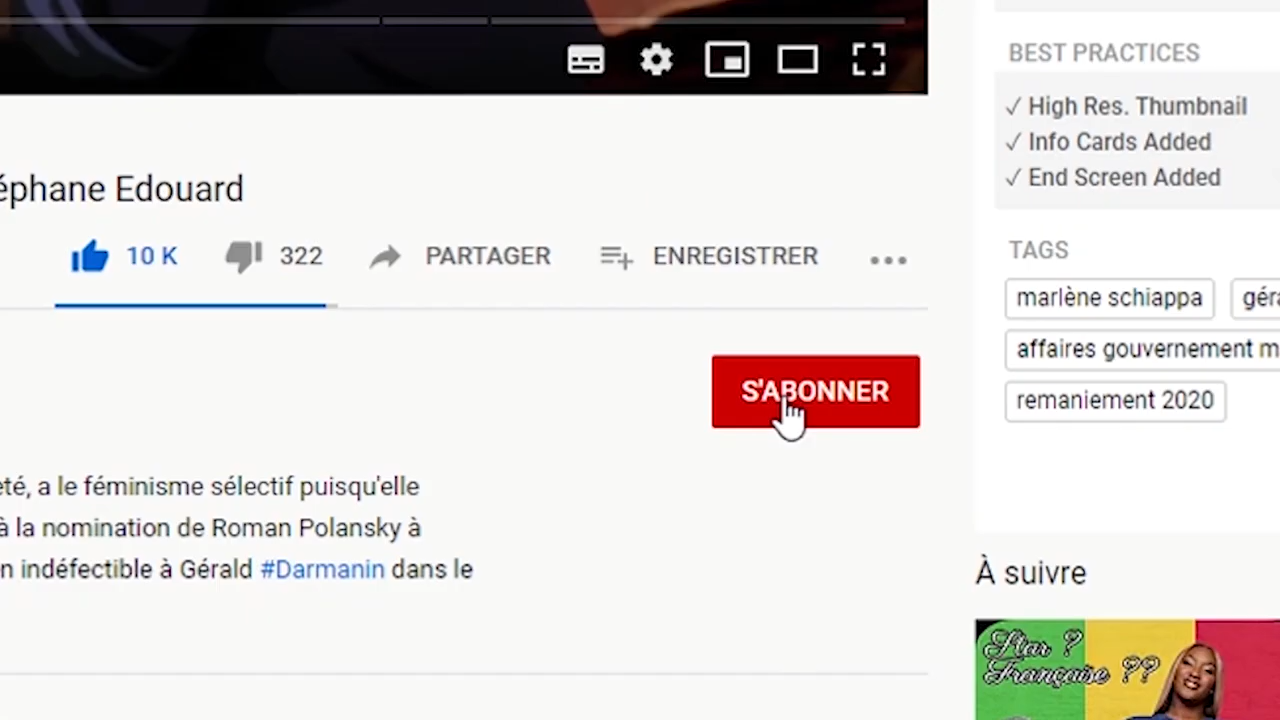 éphane Edouard
10 K
322
PARTAGER
ENREGISTRER
S'ABONNER
eté, a le féminisme sélectif puisqu'elle
à la nomination de Roman Polansky à
n indéfectible à Gérald #Darmanin dans le
BEST PRACTICES
✓ High Res. Thumbnail
✓ Info Cards Added
✓ End Screen Added
TAGS
marlène schiappa géra
affaires gouvernement m
remaniement 2020
À suivre
Star ?
Française ??